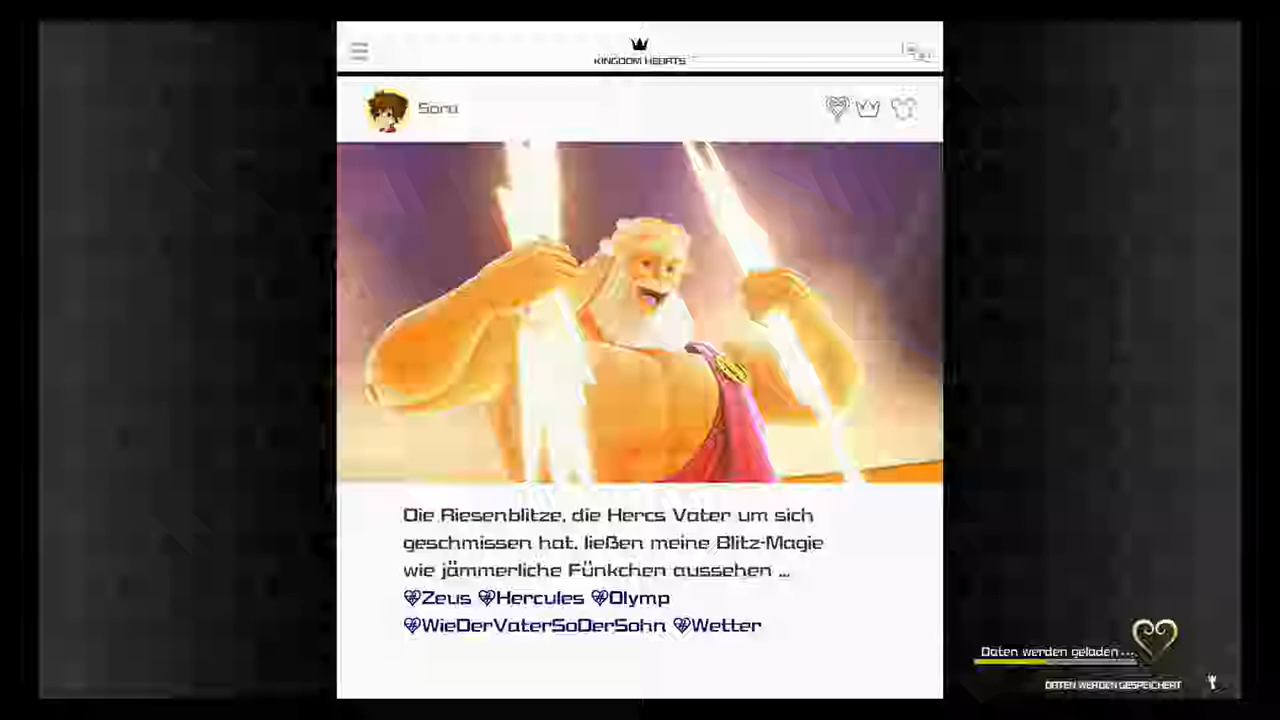 KINGDOM HEARTS
Sora
Die Riesenblitze, die Hercs Vater um sich
geschmissen hat, ließen meine Blitz-Magie
wie jämmerliche Fünkchen aussehen ...
Zeus Hercules Olymp
WieDerVaterSoDerSohn Wetter
Daten werden geladen ...
DATEN WERDEN GESPEICHERT